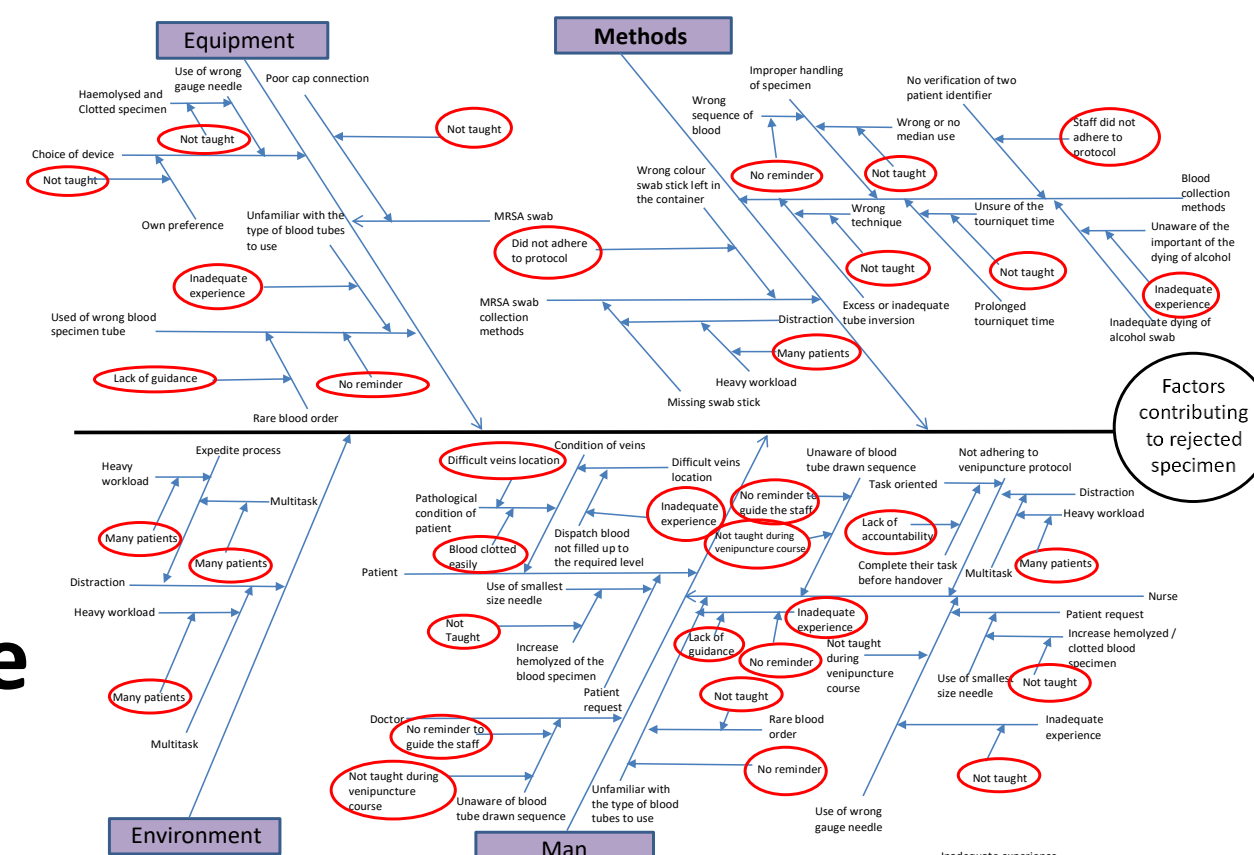 Equipment
Use of wrong
gauge needle
Poor cap connection
Haemolysed and
Clotted specimen
Not taught
Not taught
Choice of device
Not taught
Own preference
Unfamiliar with the
type of blood tubes
to use
MRSA swab
Inadequate
experience
Used of wrong blood
specimen tube
Lack of guidance
No reminder
Rare blood order
Methods
Improper handling
of specimen
No verification of two
patient identifier
Wrong
sequence of
blood
Wrong or no
median use
Staff did not
adhere to
protocol
No reminder
Not taught
Wrong colour
swab stick left in
the container
Blood
collection
methods
Wrong
technique
Unsure of the
tourniquet time
Unaware of the
important of the
dying of alcohol
Did not adhere
to protocol
Not taught
Not taught
Inadequate
experience
MRSA swab
collection
methods
Distraction
Excess or inadequate
tube inversion
Prolonged
tourniquet time
Inadequate dying of
alcohol swab
Many patients
Heavy workload
Missing swab stick
Factors
contributing
to rejected
specimen
Expedite process
Heavy
workload
Multitask
Many patients
Many patients
Distraction
Heavy workload
Many patients
Multitask
Environment
Condition of veins
Difficult veins location
Difficult veins
location
Pathological
condition of
patient
Inadequate
experience
Blood clotted
easily
Dispatch blood
not filled up to
the required level
Patient
Use of smallest
size needle
Not
Taught
Increase
hemolyzed of the
blood specimen
Patient
request
Doctor
No reminder to
guide the staff
Not taught during
venipuncture
course
Unaware of blood
tube drawn sequence
Man
Unaware of blood
tube drawn sequence
Not adhering to
venipuncture protocol
No reminder to
guide the staff
Task oriented
Distraction
Heavy workload
Not taught during
venipuncture course
Lack of
accountability
Complete their task
before handover
Multitask
Many patients
Nurse
Inadequate
experience
Patient request
Lack of
guidance
No reminder
Not taught
during
venipuncture
course
Increase hemolyzed /
clotted blood
specimen
Use of smallest
size needle
Not taught
Not taught
Rare blood
order
Inadequate
experience
No reminder
Not taught
Unfamiliar with
the type of blood
tubes to use
Use of wrong
gauge needle
Inadequate experience
e